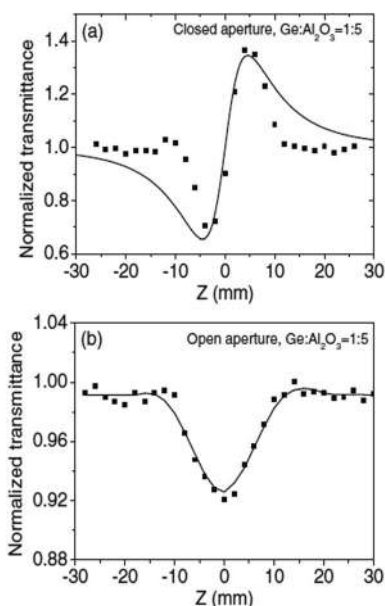 (a)
Closed aperture, Ge:Al₂O₃=1:5
Normalized transmittance
1.4
1.2
1.0
0.8
0.6
-30 -20 -10 0 10 20 30
Z (mm)
(b)
Open aperture, Ge:Al₂O₃=1:5
Normalized transmittance
1.04
1.00
0.96
0.92
0.88
-30 -20 -10 0 10 20 30
Z (mm)